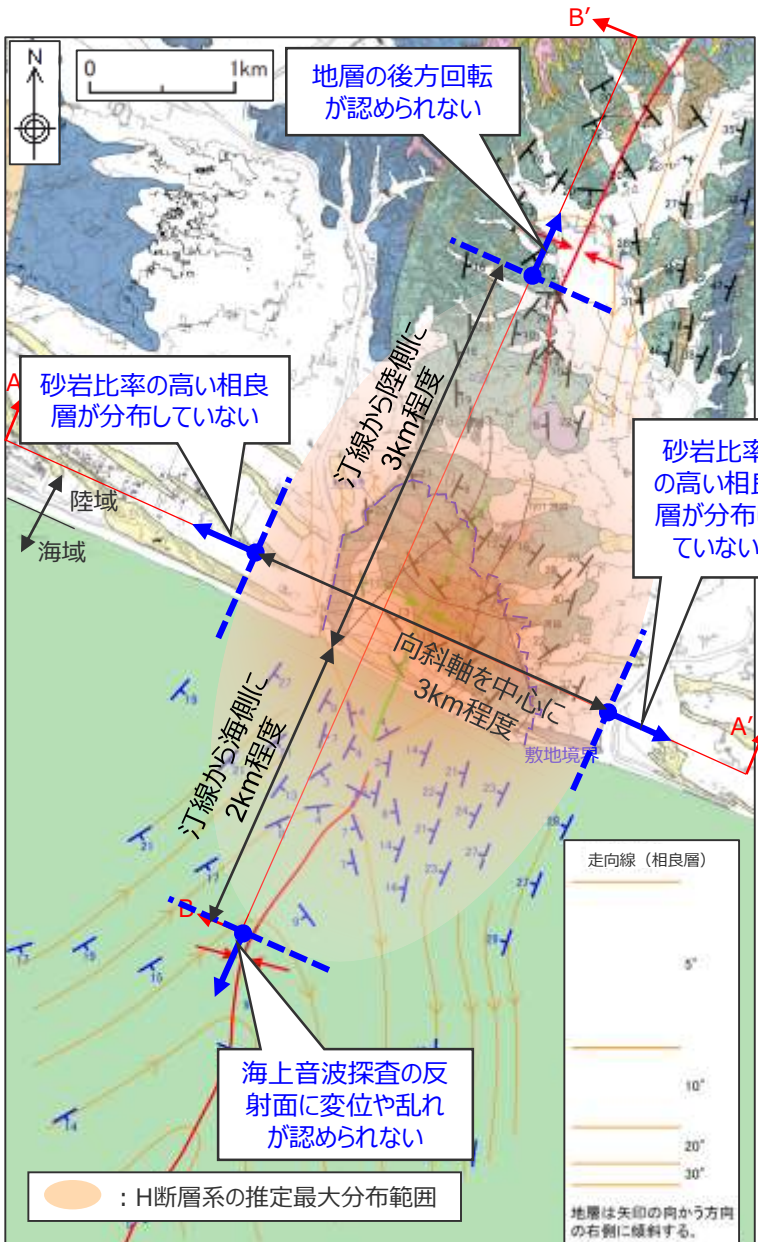 B’
N
0
1km
地層の後方回転
が認められない
汀線から陸側に
3km程度
A
砂岩比率の高い相良
層が分布していない
砂岩比率
の高い相良
層が分布し
ていない
陸域
海域
向斜軸を中心に
3km程度
A’
敷地境界
汀線から海側に
2km程度
B
走向線（相良層）
5°
10°
20°
30°
地層は矢印の向かう方向
の右側に傾斜する。
海上音波探査の反
射面に変位や乱れ
が認められない
：H断層系の推定最大分布範囲